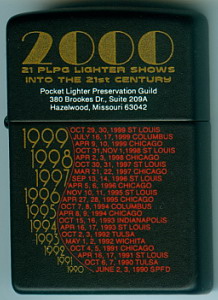 2000
21 PLPG LIGHTER SHOWS
INTO THE 21st CENTURY
Pocket Lighter Preservation Guild
380 Brookes Dr., Suite 209A
Hazelwood, Missouri 63042
1999 OCT 29, 30, 1999 ST LOUIS
JULY 16, 17, 1999 COLUMBUS
APR 9, 10, 1999 CHICAGO
1998 OCT 31, NOV 1, 1998 ST LOUIS
APR 2, 3, 1998 CHICAGO
1997 OCT 30, 31, 1997 ST LOUIS
MAR 21, 22, 1997 CHICAGO
1996 SEP 13, 14, 1996 ST LOUIS
APR 5, 6, 1996 CHICAGO
1995 NOV 10, 11, 1995 ST LOUIS
APR 27, 28, 1995 CHICAGO
1994 OCT 7, 8, 1994 COLUMBUS
APR 8, 9, 1994 CHICAGO
1993 OCT 15, 16, 1993 INDIANAPOLIS
APR 16, 17, 1993 ST LOUIS
1992 OCT 2, 3, 1992 TULSA
MAY 1, 2, 1992 WICHITA
1991 OCT 4, 5, 1991 CHICAGO
APR 16, 17, 1991 ST LOUIS
1990 OCT 6, 7, 1990 TULSA
JUNE 2, 3, 1990 SPFD